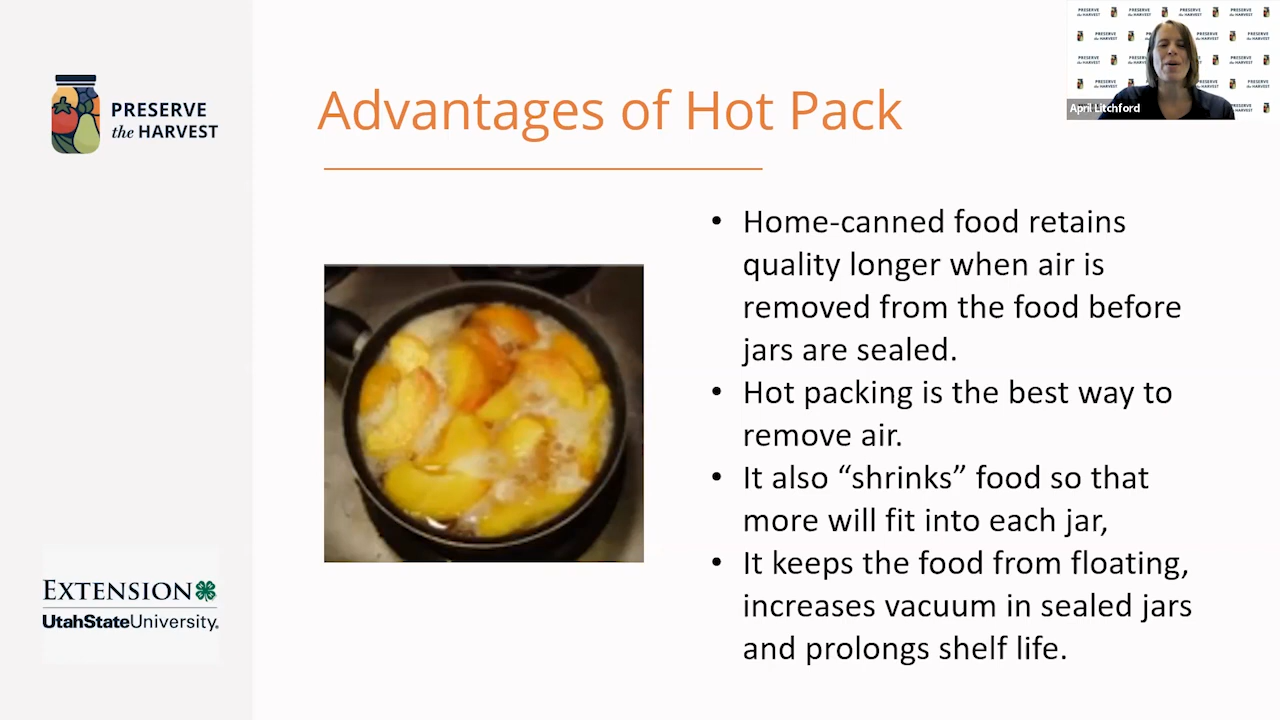 PRESERVE
the HARVEST
Advantages of Hot Pack
April Litchford
• Home-canned food retains
quality longer when air is
removed from the food before
jars are sealed.
• Hot packing is the best way to
remove air.
• It also “shrinks” food so that
more will fit into each jar,
• It keeps the food from floating,
increases vacuum in sealed jars
and prolongs shelf life.
EXTENSION
UtahStateUniversity.